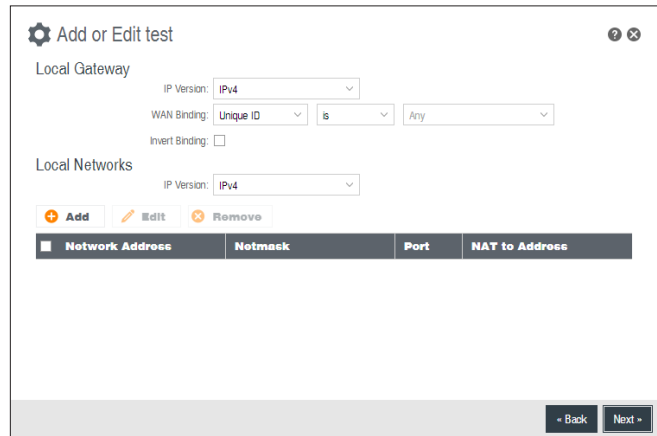 Add or Edit test
Local Gateway
IP Version: IPv4
WAN Binding: Unique ID is Any
Invert Binding:
Local Networks
IP Version: IPv4
Add Edit Remove
Network Address Netmask Port NAT to Address
« Back Next »